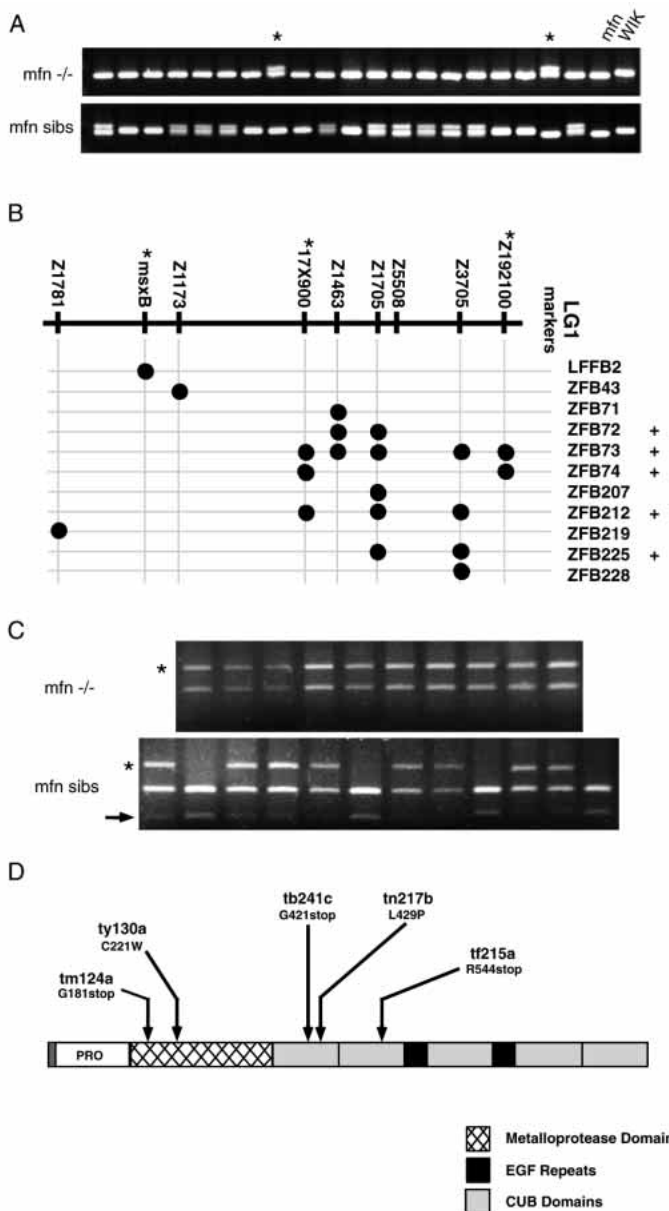 A
*
*
mfn
WIK
mfn -/-
mfn sibs
B
Z1781
*msxB
Z1173
*17X900
Z1463
Z1705
Z5508
Z3705
*Z192100
LG1
markers
LFFB2
ZFB43
ZFB71
ZFB72 +
ZFB73 +
ZFB74 +
ZFB207
ZFB212 +
ZFB219
ZFB225 +
ZFB228
C
*
mfn -/-
*
mfn sibs
D
tb241c
G421stop
tn217b
L429P
ty130a
C221W
tf215a
R544stop
tm124a
G181stop
PRO
Metalloprotease Domain
EGF Repeats
CUB Domains